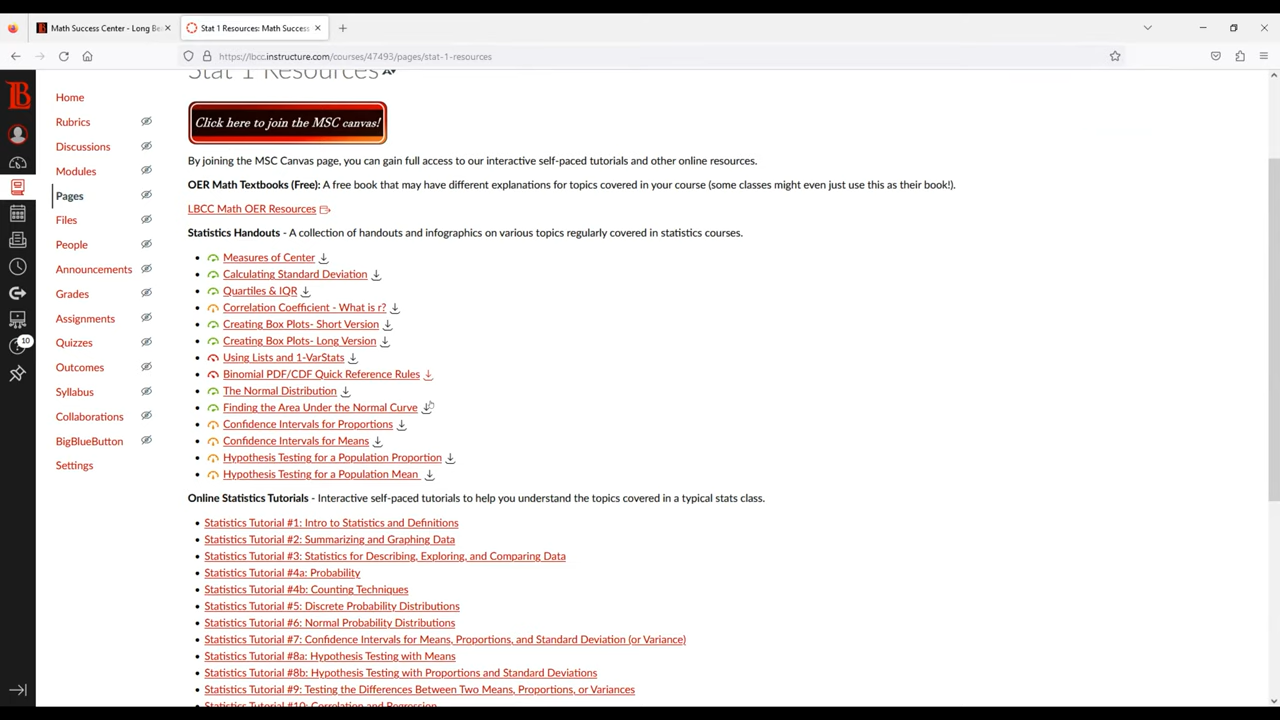 Math Success Center - Long Be
Stat 1 Resources: Math Success
https://lbcc.instructure.com/courses/47493/pages/stat-1-resources
Stat 1 Resources
Home
Rubrics
Discussions
Modules
Pages
Files
People
Announcements
Grades
Assignments
Quizzes
Outcomes
Syllabus
Collaborations
BigBlueButton
Settings
10
Click here to join the MSC canvas!
By joining the MSC Canvas page, you can gain full access to our interactive self-paced tutorials and other online resources.
OER Math Textbooks (Free): A free book that may have different explanations for topics covered in your course (some classes might even just use this as their book!).
LBCC Math OER Resources
Statistics Handouts - A collection of handouts and infographics on various topics regularly covered in statistics courses.
Measures of Center
Calculating Standard Deviation
Quartiles & IQR
Correlation Coefficient - What is r?
Creating Box Plots- Short Version
Creating Box Plots- Long Version
Using Lists and 1-VarStats
Binomial PDF/CDF Quick Reference Rules
The Normal Distribution
Finding the Area Under the Normal Curve
Confidence Intervals for Proportions
Confidence Intervals for Means
Hypothesis Testing for a Population Proportion
Hypothesis Testing for a Population Mean
Online Statistics Tutorials - Interactive self-paced tutorials to help you understand the topics covered in a typical stats class.
Statistics Tutorial #1: Intro to Statistics and Definitions
Statistics Tutorial #2: Summarizing and Graphing Data
Statistics Tutorial #3: Statistics for Describing, Exploring, and Comparing Data
Statistics Tutorial #4a: Probability
Statistics Tutorial #4b: Counting Techniques
Statistics Tutorial #5: Discrete Probability Distributions
Statistics Tutorial #6: Normal Probability Distributions
Statistics Tutorial #7: Confidence Intervals for Means, Proportions, and Standard Deviation (or Variance)
Statistics Tutorial #8a: Hypothesis Testing with Means
Statistics Tutorial #8b: Hypothesis Testing with Proportions and Standard Deviations
Statistics Tutorial #9: Testing the Differences Between Two Means, Proportions, or Variances
Statistics Tutorial #10: Correlation and Regression